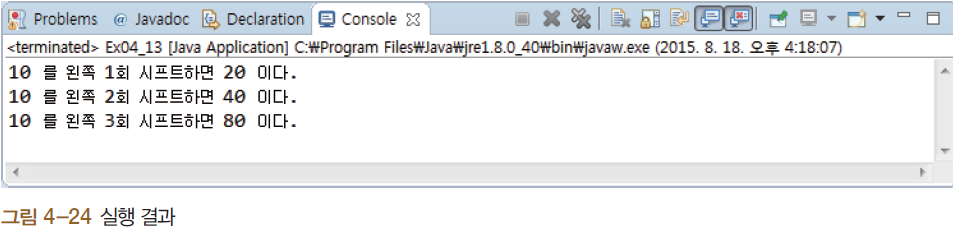 Problems @ Javadoc Declaration Console
<terminated> Ex04_13 [Java Application] C:₩Program Files₩Java₩jre1.8.0_40₩bin₩javaw.exe (2015. 8. 18. 오후 4:18:07)
10 를 왼쪽 1회 시프트하면 20 이다.
10 를 왼쪽 2회 시프트하면 40 이다.
10 를 왼쪽 3회 시프트하면 80 이다.
그림 4-24 실행 결과